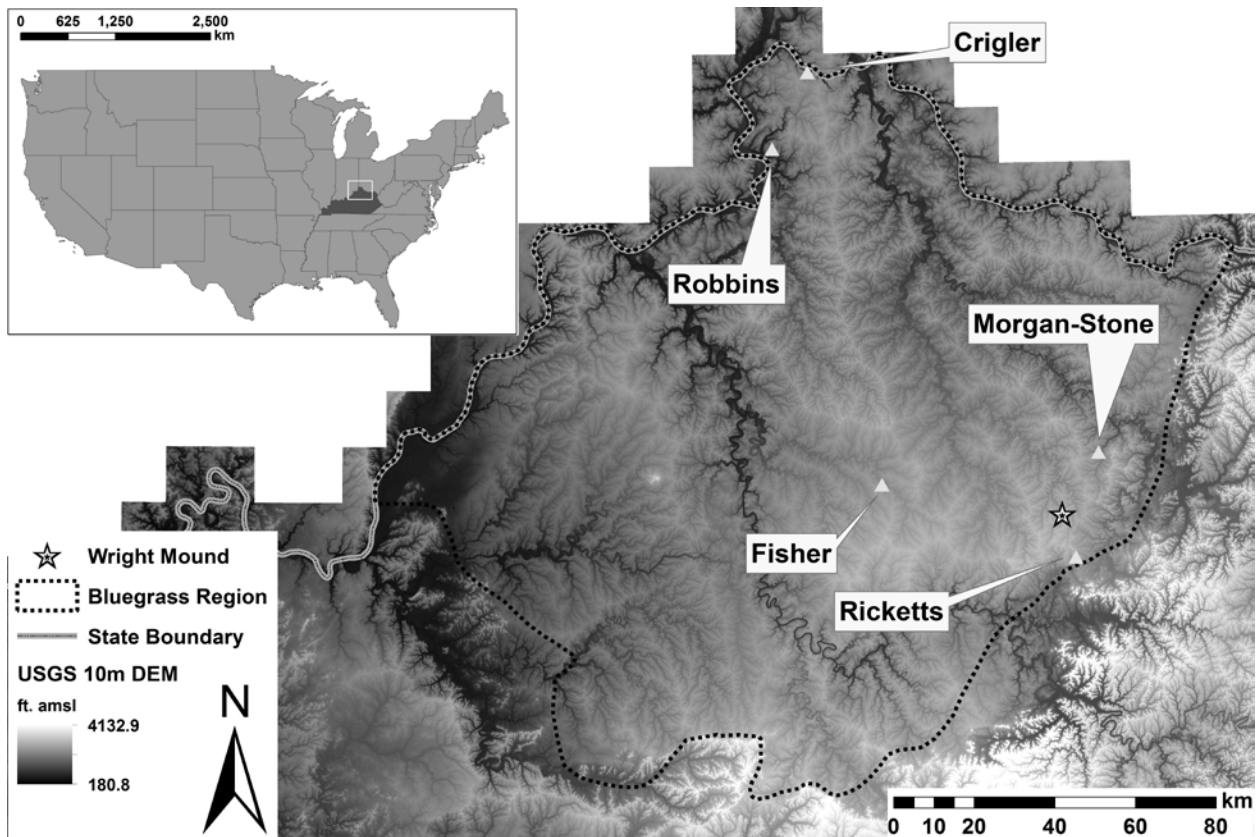 0 625 1,250 2,500
km
Crigler
Robbins
Morgan-Stone
Fisher
Ricketts
Wright Mound
Bluegrass Region
State Boundary
USGS 10m DEM
ft. amsl
4132.9
180.8
N
km
0 10 20 40 60 80